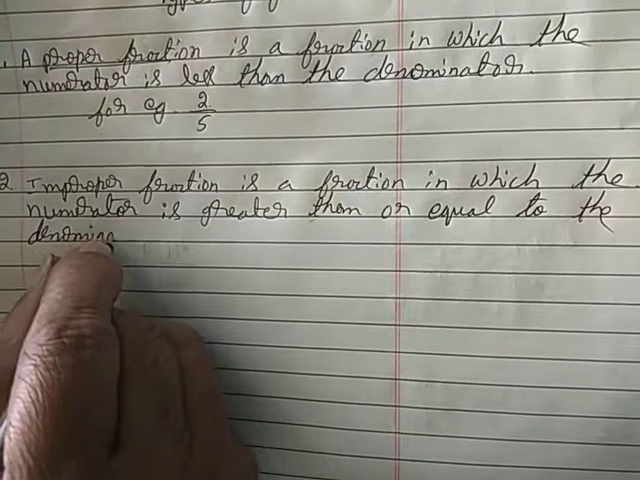 . A proper fraction is a fraction in which the
numerator is less than the denominator.
for eg 2/5
2. Improper fraction is a fraction in which the
numerator is greater than or equal to the
denomin